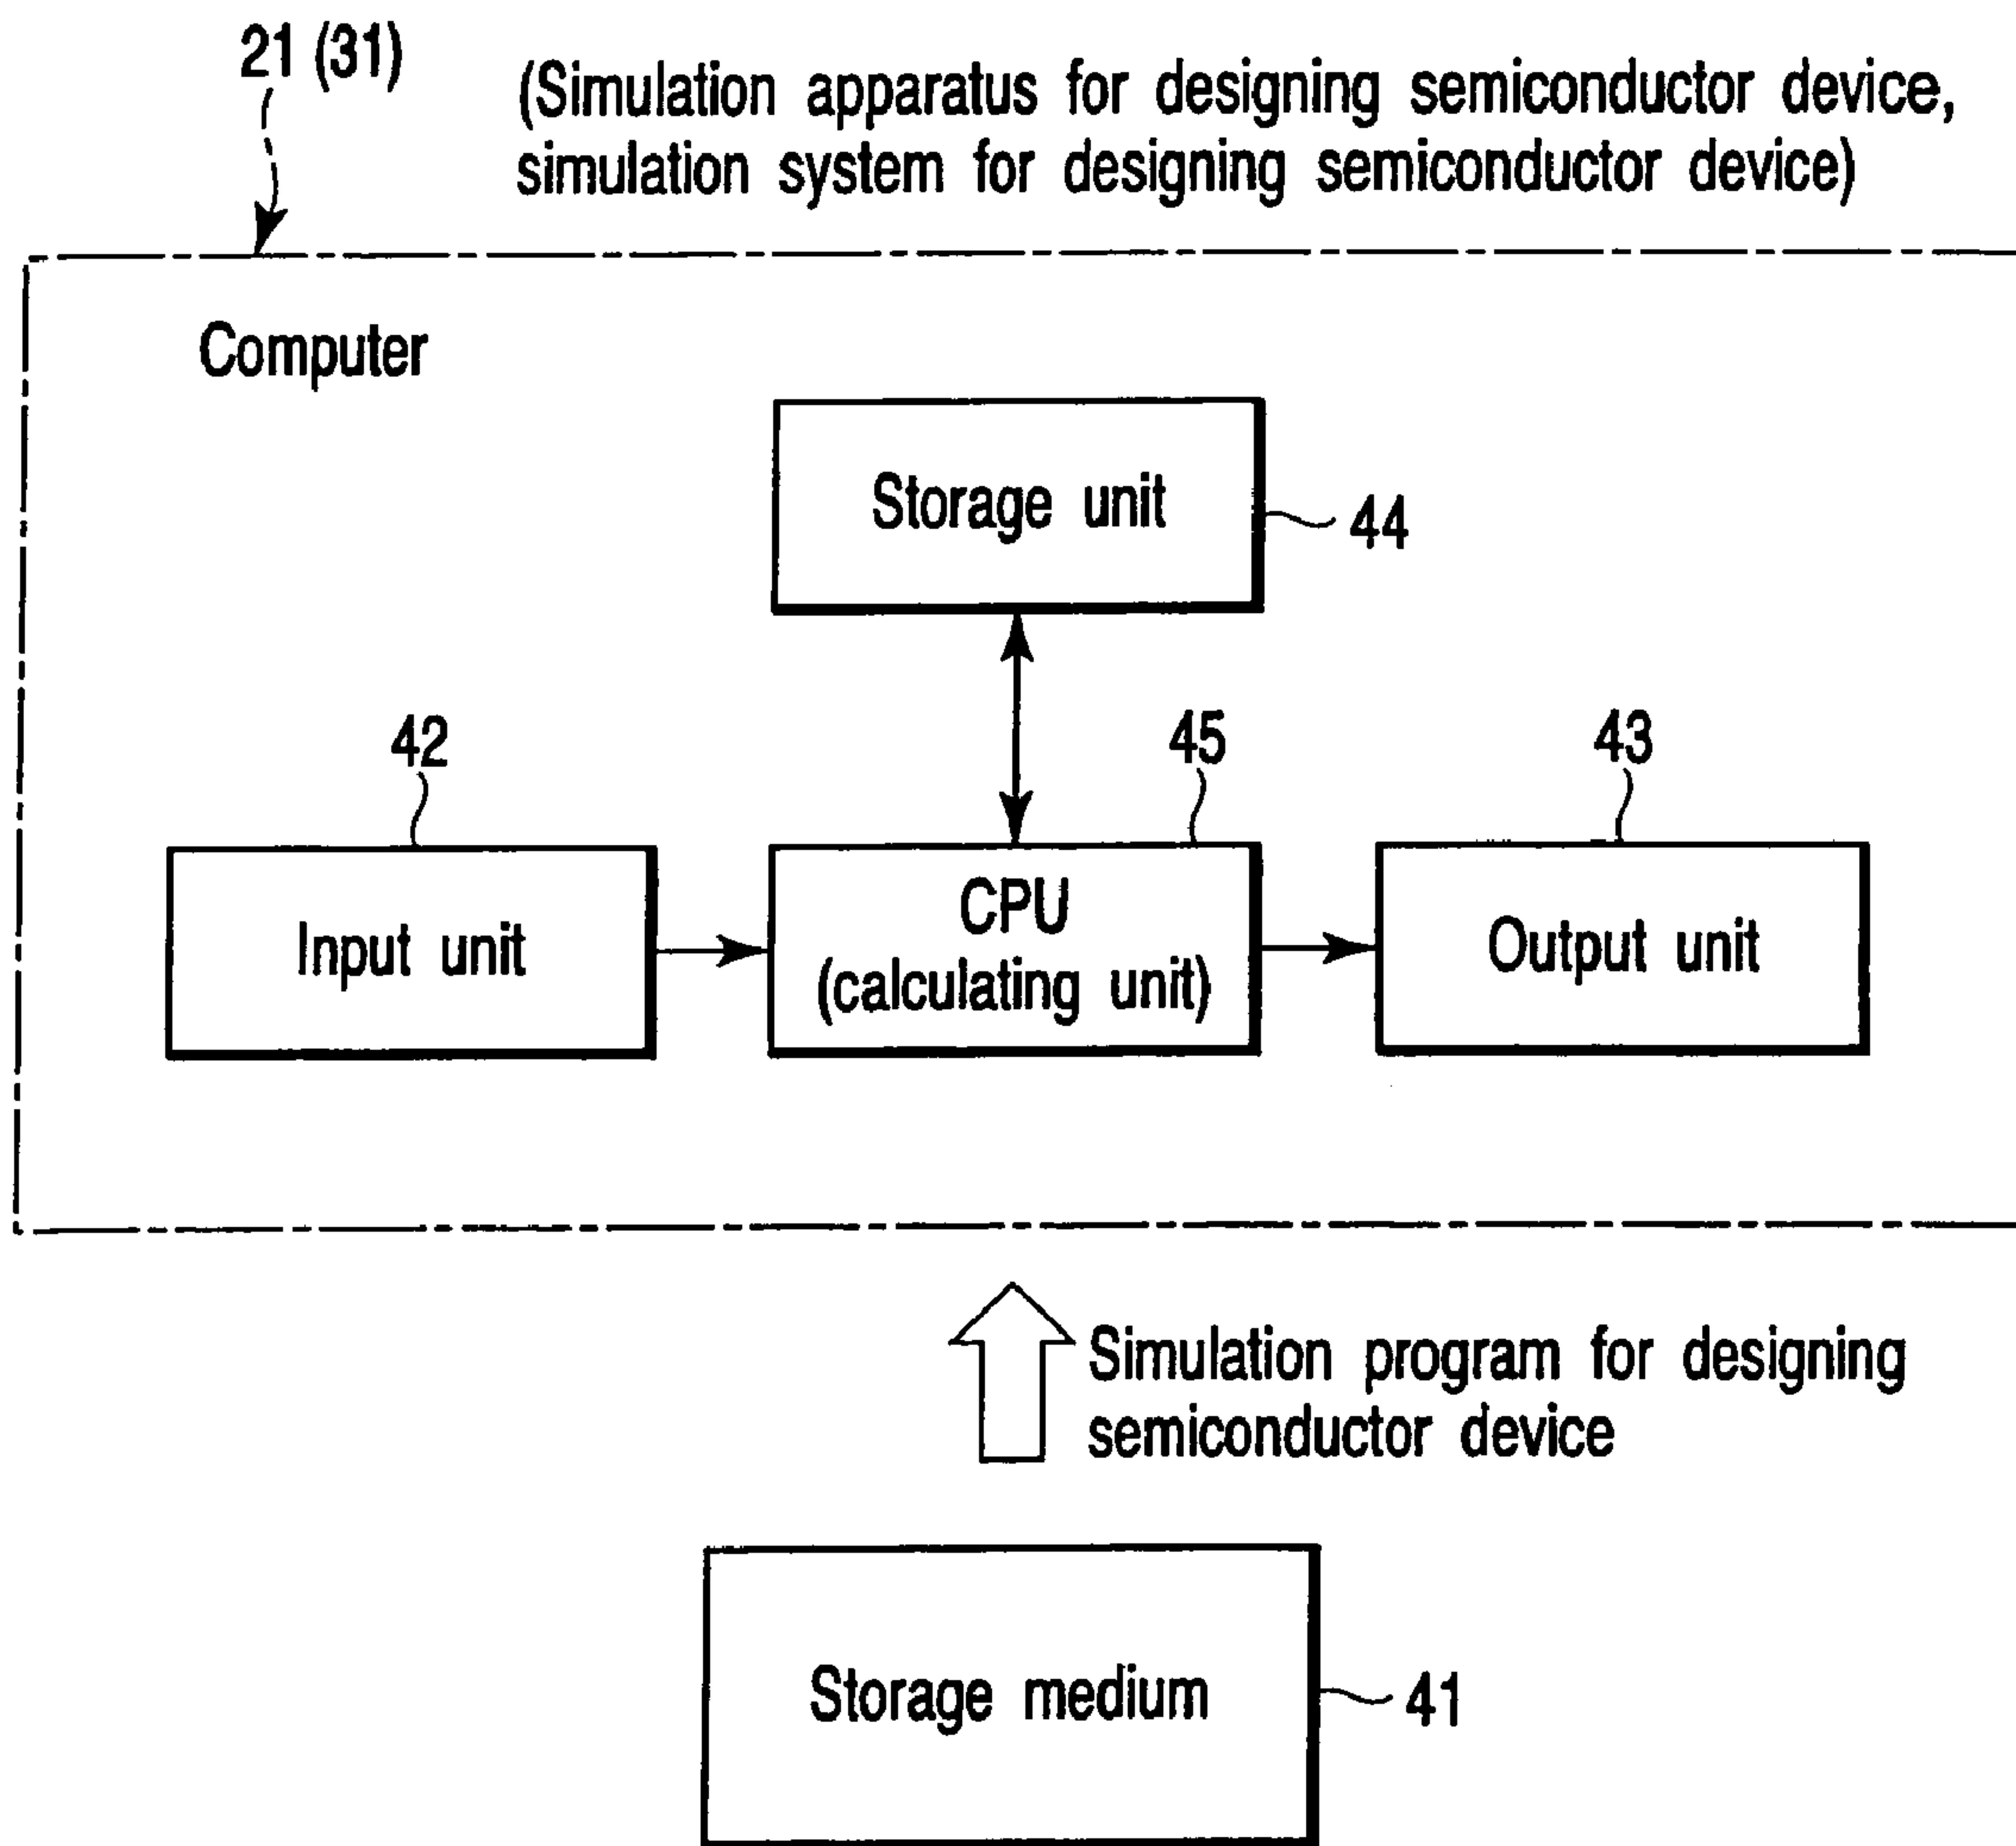 21 (31)
(Simulation apparatus for designing semiconductor device,
simulation system for designing semiconductor device)
Computer
Storage unit
44
42
45
43
Input unit
CPU
(calculating unit)
Output unit
Simulation program for designing
semiconductor device
Storage medium
41